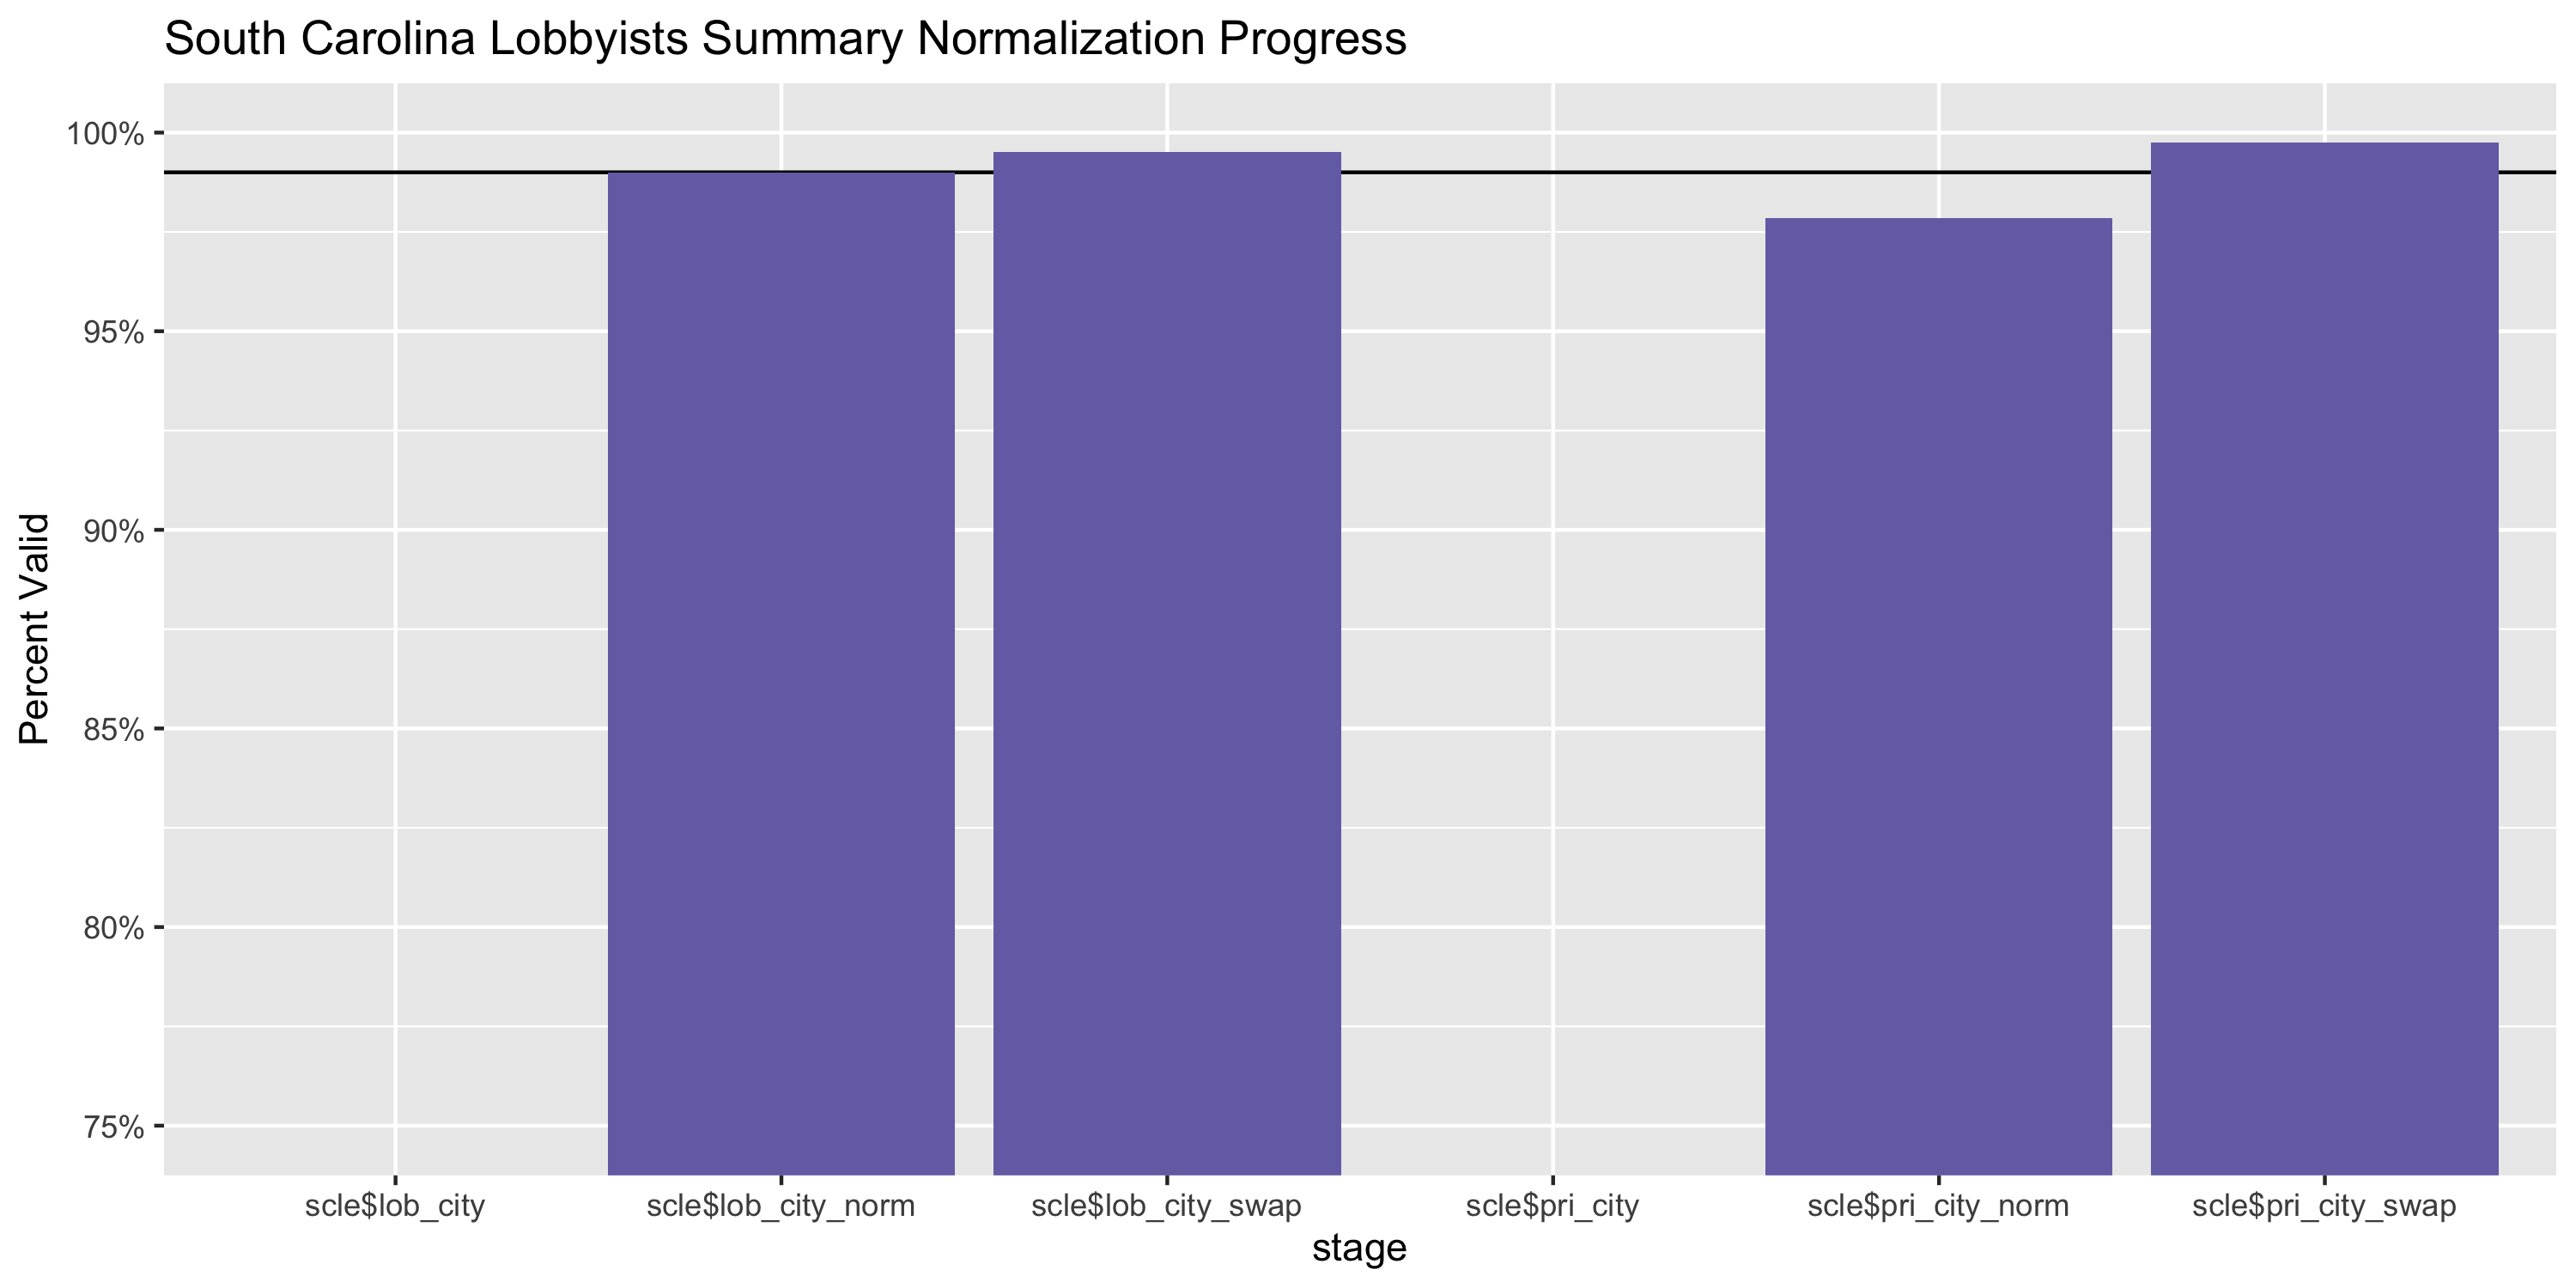 South Carolina Lobbyists Summary Normalization Progress
100%
95%
90%
85%
80%
75%
Percent Valid
scle$lob_city scle$lob_city_norm scle$lob_city_swap scle$pri_city scle$pri_city_norm scle$pri_city_swap
stage